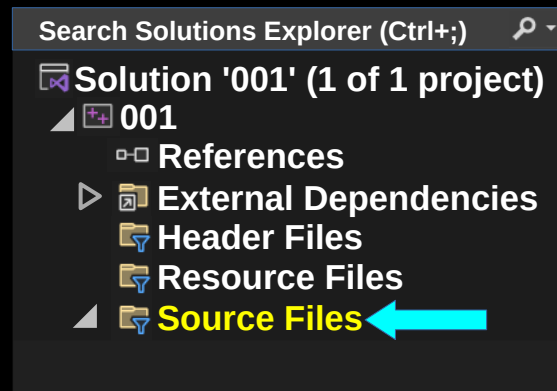 Search Solutions Explorer (Ctrl+;)
Solution '001' (1 of 1 project)
001
References
External Dependencies
Header Files
Resource Files
Source Files